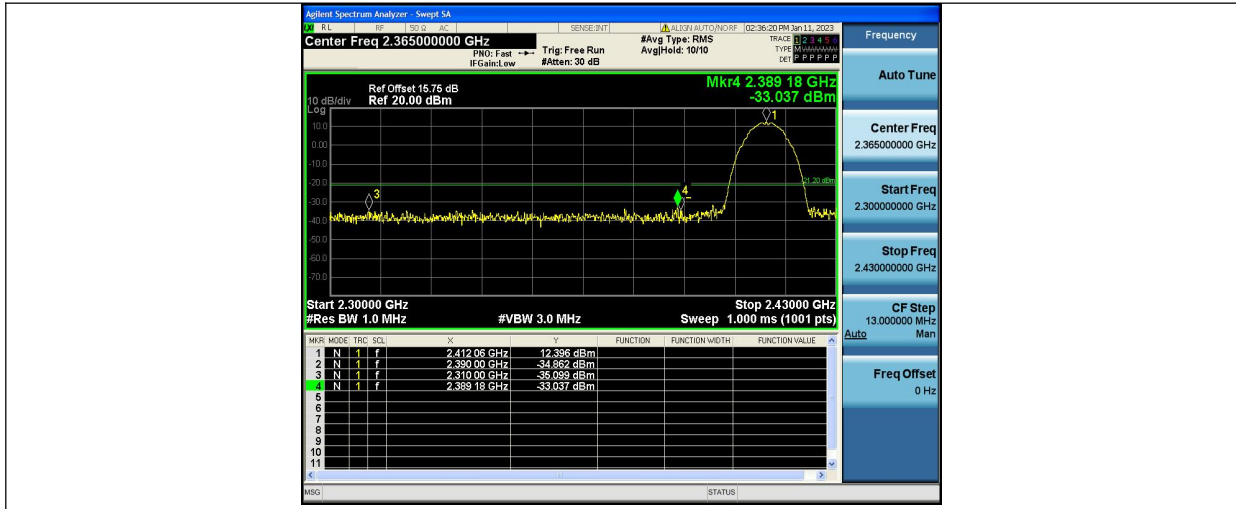 Agilent Spectrum Analyzer - Swept SA
RL RF 50 Ω AC SENSE:INT ALIGN AUTO/NO RF 02:36:20 PM Jan 11, 2023
Center Freq 2.365000000 GHz #Avg Type: RMS TRACE 1 2 3 4 5 6
PNO: Fast Trig: Free Run Avg|Hold: 10/10 TYPE M
IFGain:Low #Atten: 30 dB DET P P P P P P
Mkr4 2.389 18 GHz
-33.037 dBm
Ref Offset 15.75 dB
10 dB/div Ref 20.00 dBm
Log
1
10.0
0.00
-10.0
-20.0
-21.20 dBm
3
4
-30.0
-40.0
-50.0
-60.0
-70.0
Start 2.30000 GHz Stop 2.43000 GHz
#Res BW 1.0 MHz #VBW 3.0 MHz Sweep 1.000 ms (1001 pts)
MKR MODE TRC SCL X Y FUNCTION FUNCTION WIDTH FUNCTION VALUE
1 N 1 f 2.412 06 GHz 12.396 dBm
2 N 1 f 2.390 00 GHz -34.862 dBm
3 N 1 f 2.310 00 GHz -35.099 dBm
4 N 1 f 2.389 18 GHz -33.037 dBm
5
6
7
8
9
10
11
MSG STATUS
Frequency
Auto Tune
Center Freq
2.365000000 GHz
Start Freq
2.300000000 GHz
Stop Freq
2.430000000 GHz
CF Step
13.000000 MHz
Auto Man
Freq Offset
0 Hz